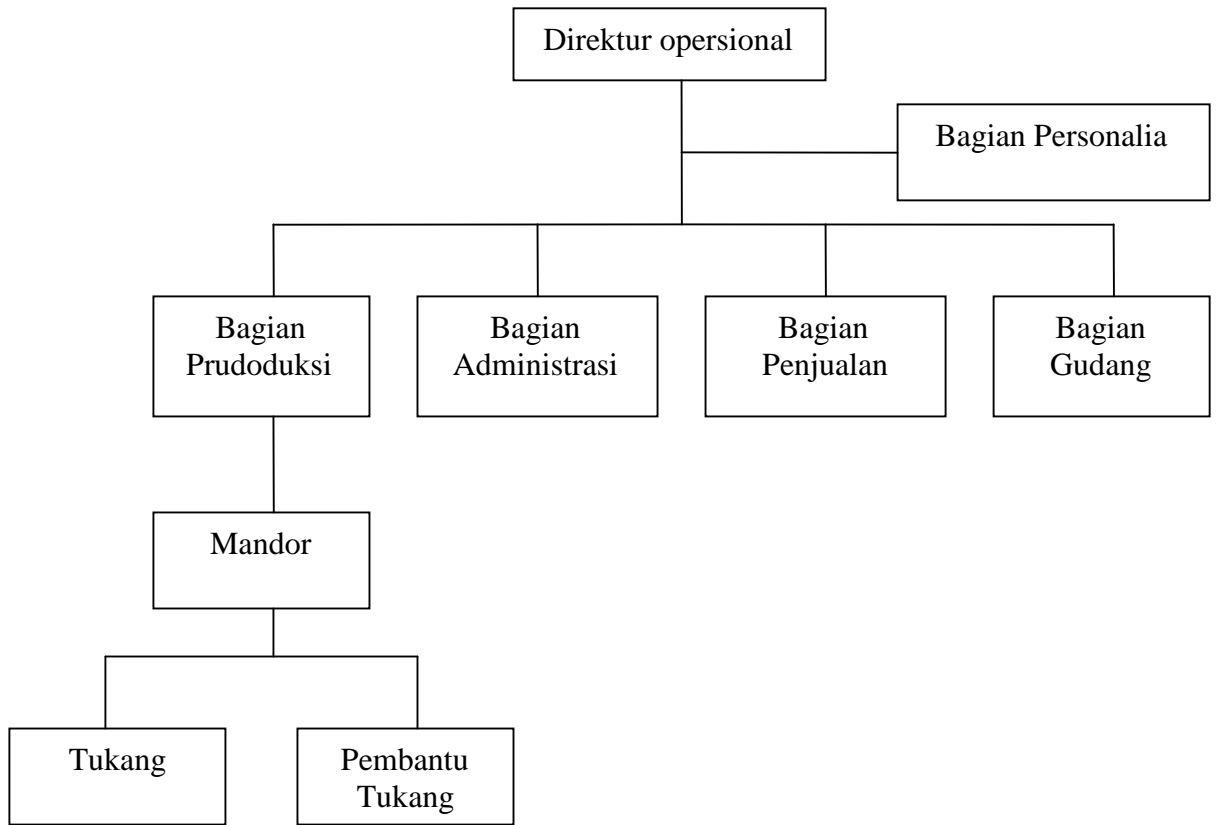 Direktur opersional
Bagian Personalia
Bagian
Prudoduksi
Bagian
Administrasi
Bagian
Penjualan
Bagian
Gudang
Mandor
Tukang
Pembantu
Tukang